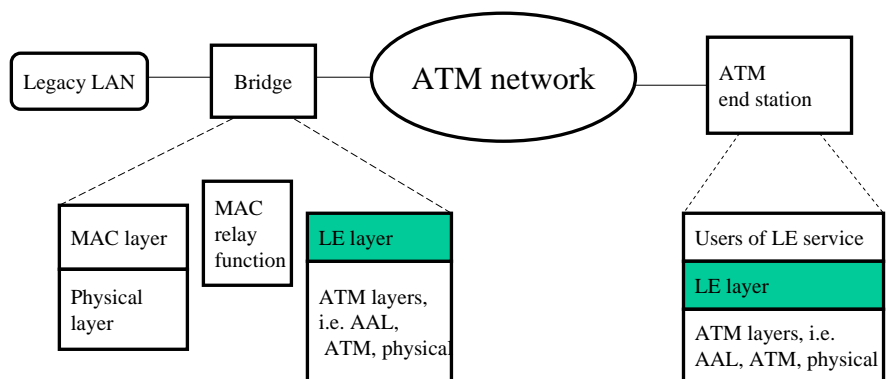 Legacy LAN
Bridge
ATM network
ATM
end station
MAC layer
Physical
layer
MAC
relay
function
LE layer
ATM layers,
i.e. AAL,
ATM, physical
Users of LE service
LE layer
ATM layers, i.e.
AAL, ATM, physical